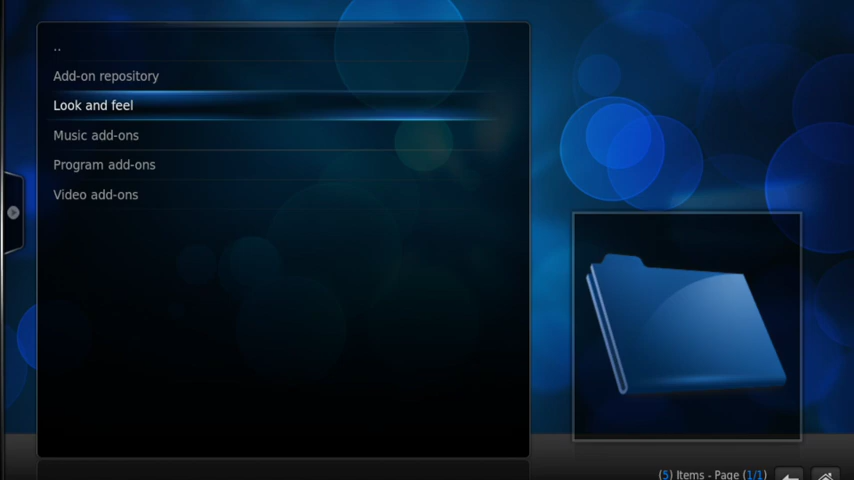 ..
Add-on repository
Look and feel
Music add-ons
Program add-ons
Video add-ons
(5) Items - Page (1/1)